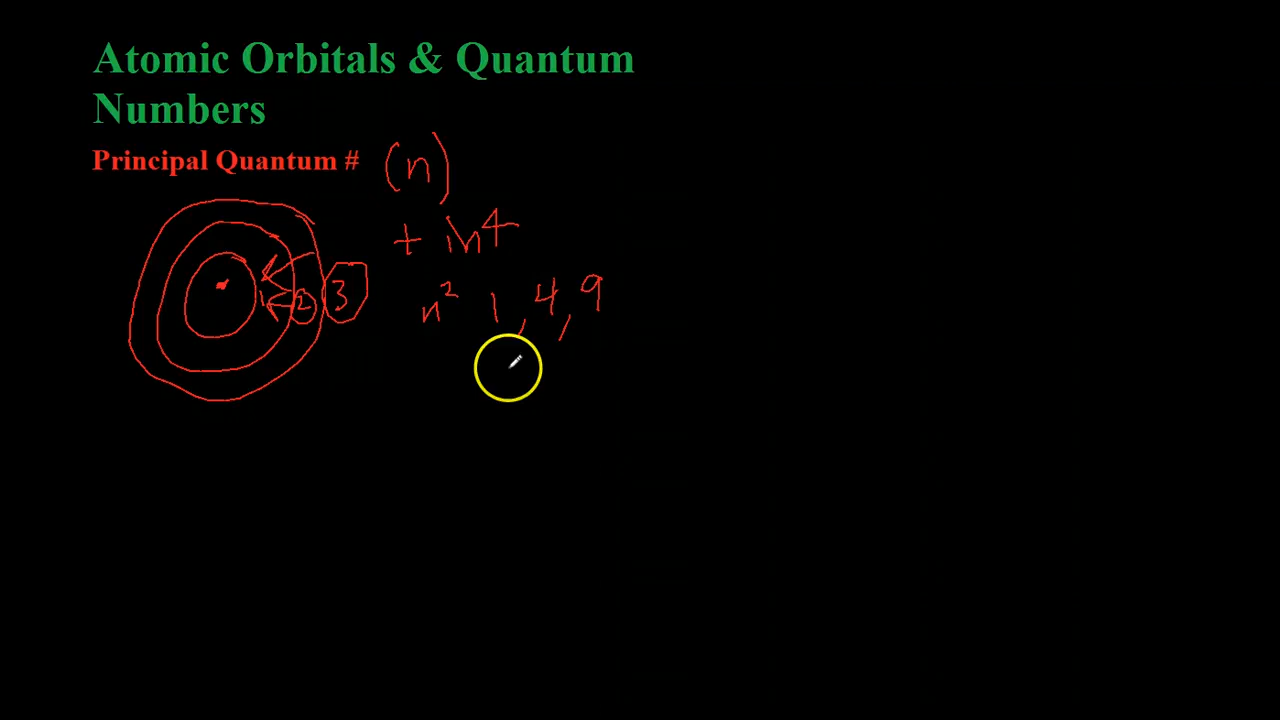 Atomic Orbitals & Quantum
Numbers
Principal Quantum # (n)
+ int
1 2 3
n² 1, 4, 9